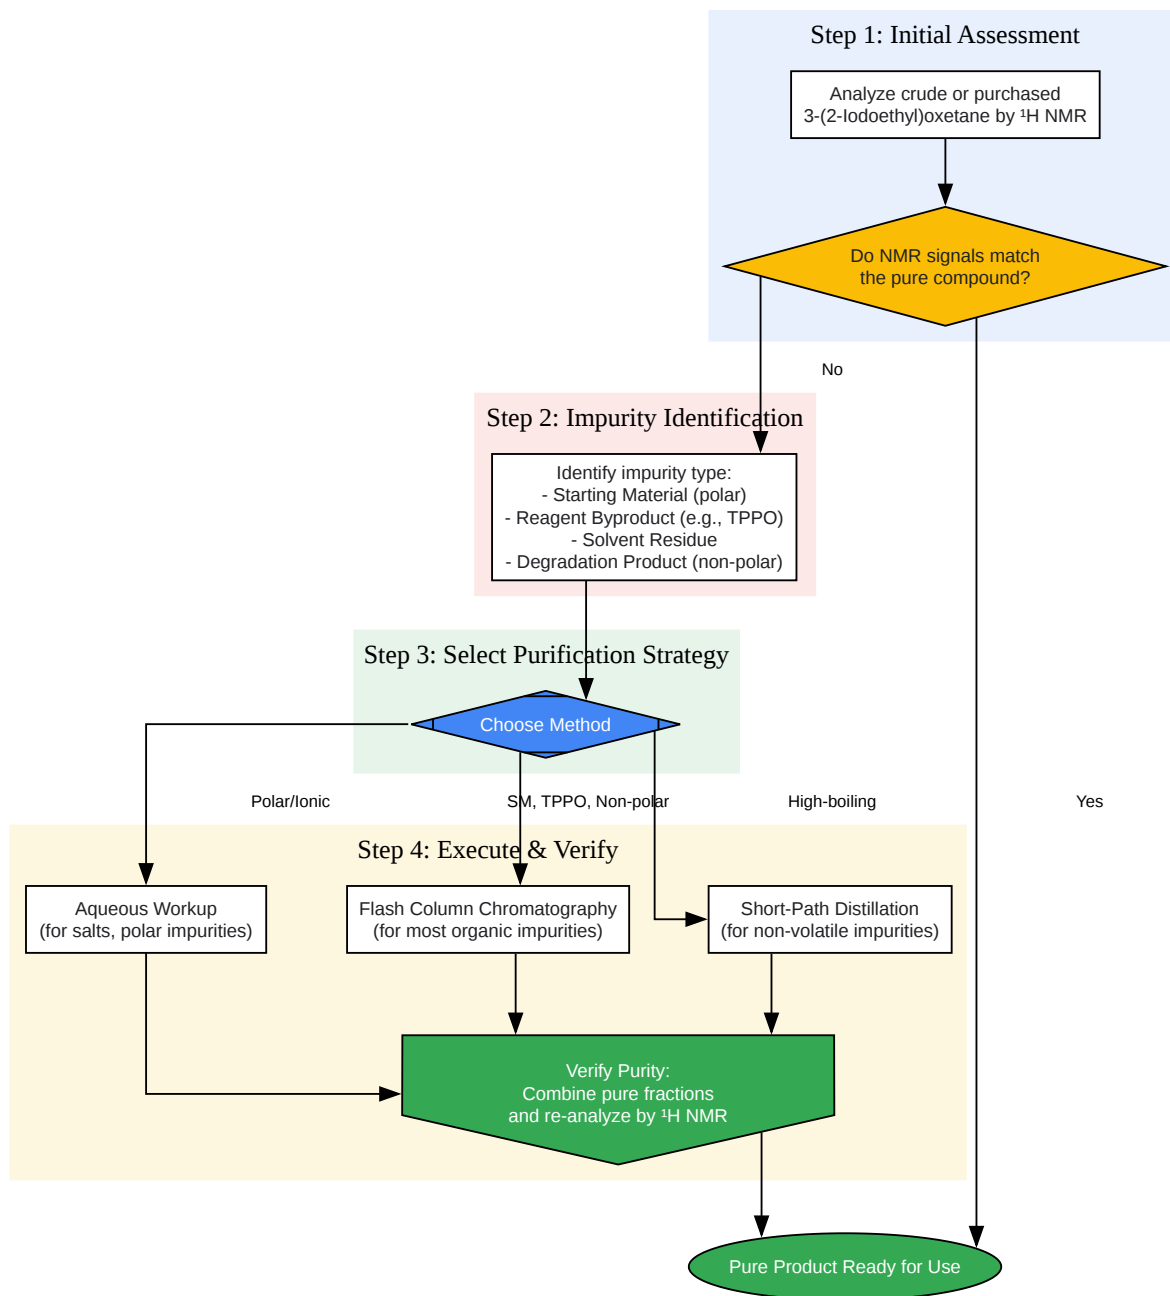 Step 1: Initial Assessment
Analyze crude or purchased
3-(2-Iodoethyl)oxetane by ¹H NMR
Do NMR signals match
the pure compound?
No
Step 2: Impurity Identification
Identify impurity type:
- Starting Material (polar)
- Reagent Byproduct (e.g., TPPO)
- Solvent Residue
- Degradation Product (non-polar)
Step 3: Select Purification Strategy
Choose Method
Polar/Ionic
SM, TPPO, Non-polar
High-boiling
Yes
Step 4: Execute & Verify
Aqueous Workup
(for salts, polar impurities)
Flash Column Chromatography
(for most organic impurities)
Short-Path Distillation
(for non-volatile impurities)
Verify Purity:
Combine pure fractions
and re-analyze by ¹H NMR
Pure Product Ready for Use